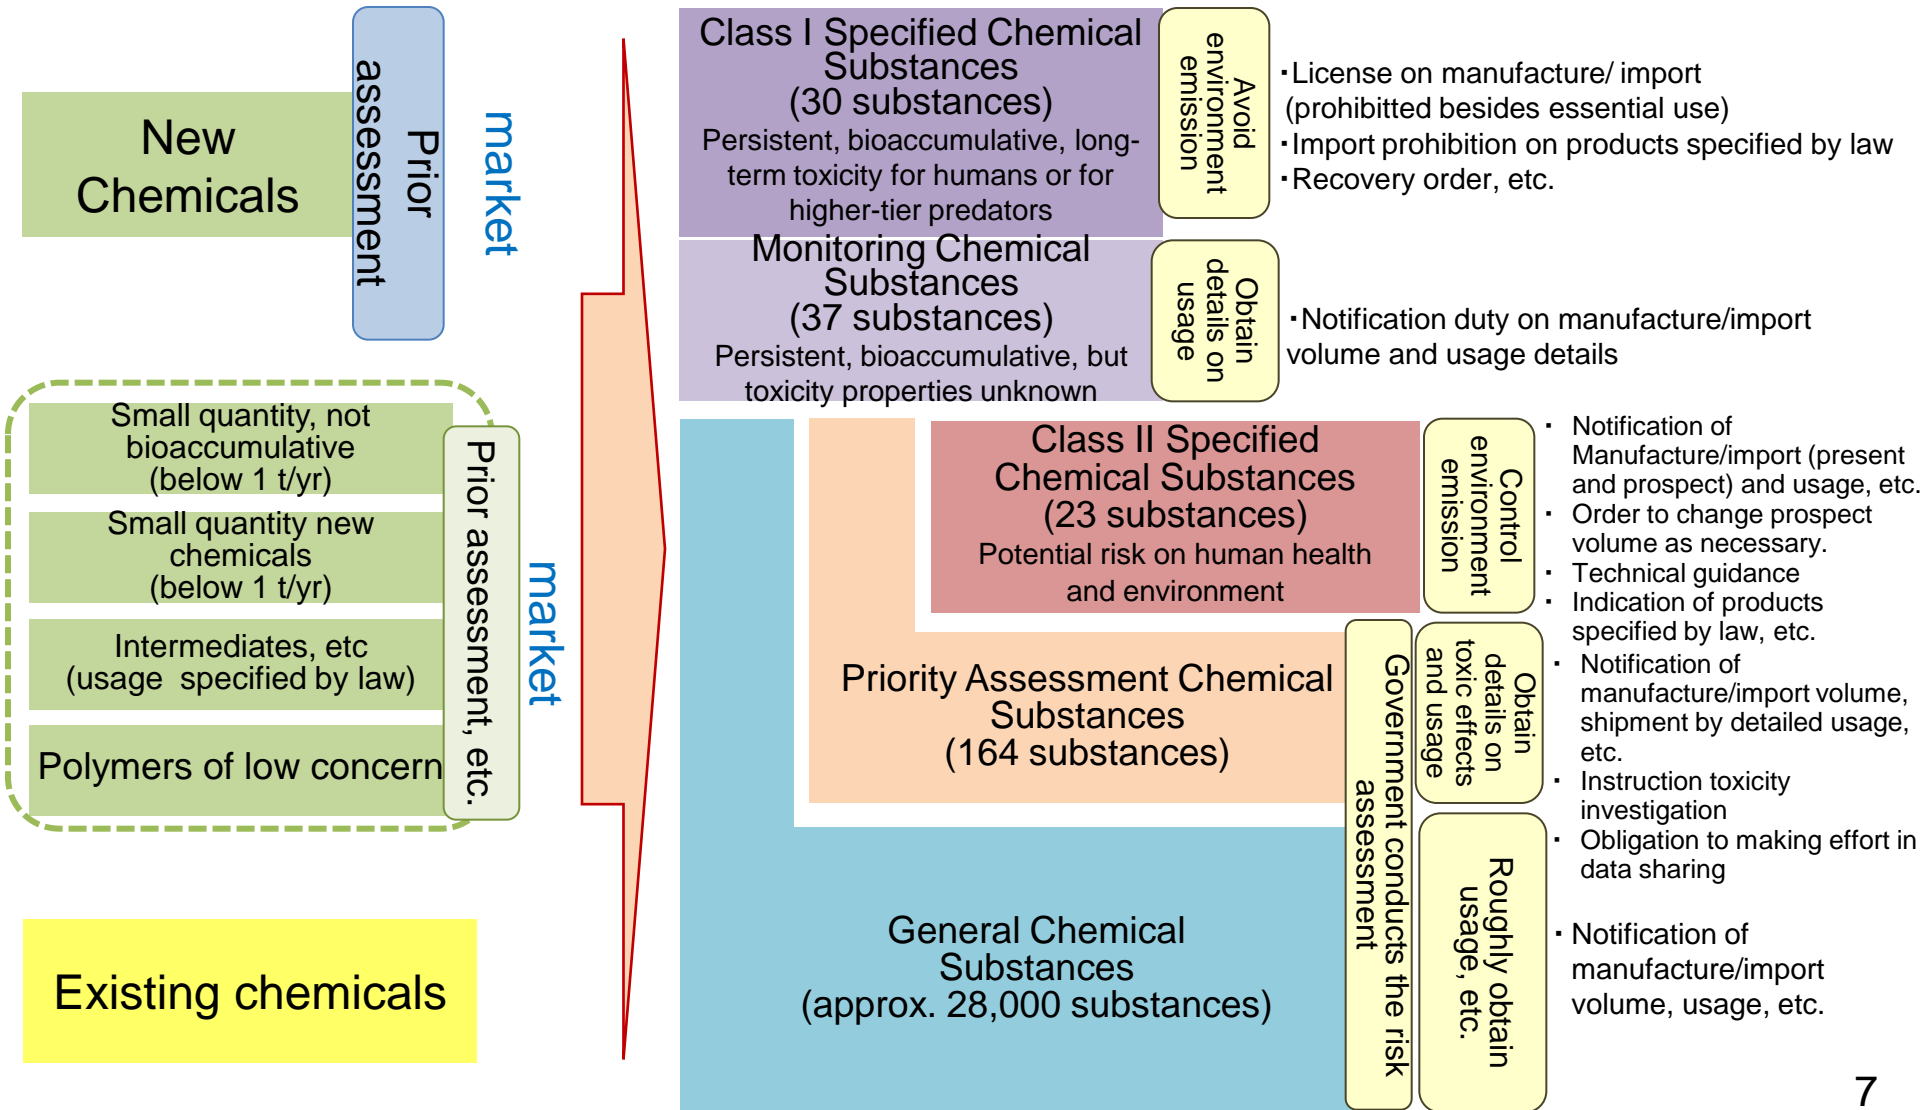 New
Chemicals
Prior
assessment
market
Small quantity, not
bioaccumulative
(below 1 t/yr)
Small quantity new
chemicals
(below 1 t/yr)
Intermediates, etc
(usage specified by law)
Polymers of low concern
Prior assessment, etc.
market
Existing chemicals
Class I Specified Chemical
Substances
(30 substances)
Persistent, bioaccumulative, long-
term toxicity for humans or for
higher-tier predators
Avoid
environment
emission
・License on manufacture/ import
(prohibitted besides essential use)
・Import prohibition on products specified by law
・Recovery order, etc.
Monitoring Chemical
Substances
(37 substances)
Persistent, bioaccumulative, but
toxicity properties unknown
Obtain
details on
usage
・Notification duty on manufacture/import
volume and usage details
Class II Specified
Chemical Substances
(23 substances)
Potential risk on human health
and environment
Control
environment
emission
・ Notification of
Manufacture/import (present
and prospect) and usage, etc.
・ Order to change prospect
volume as necessary.
・ Technical guidance
・ Indication of products
specified by law, etc.
Priority Assessment Chemical
Substances
(164 substances)
Government conducts the risk
assessment
Obtain
details on
toxic effects
and usage
・ Notification of
manufacture/import volume,
shipment by detailed usage,
etc.
・ Instruction toxicity
investigation
・ Obligation to making effort in
data sharing
General Chemical
Substances
(approx. 28,000 substances)
Roughly obtain
usage, etc.
・Notification of
manufacture/import
volume, usage, etc.
7